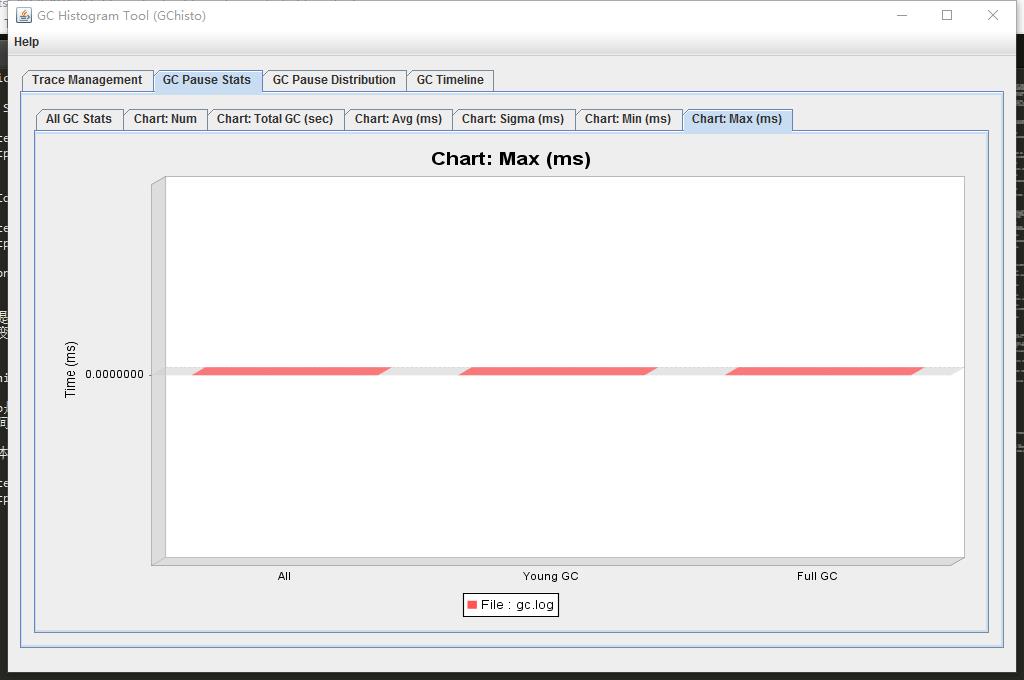 GC Histogram Tool (GChisto)
Help
Trace Management GC Pause Stats GC Pause Distribution GC Timeline
All GC Stats Chart: Num Chart: Total GC (sec) Chart: Avg (ms) Chart: Sigma (ms) Chart: Min (ms) Chart: Max (ms)
Chart: Max (ms)
Time (ms)
0.0000000
All Young GC Full GC
File : gc.log